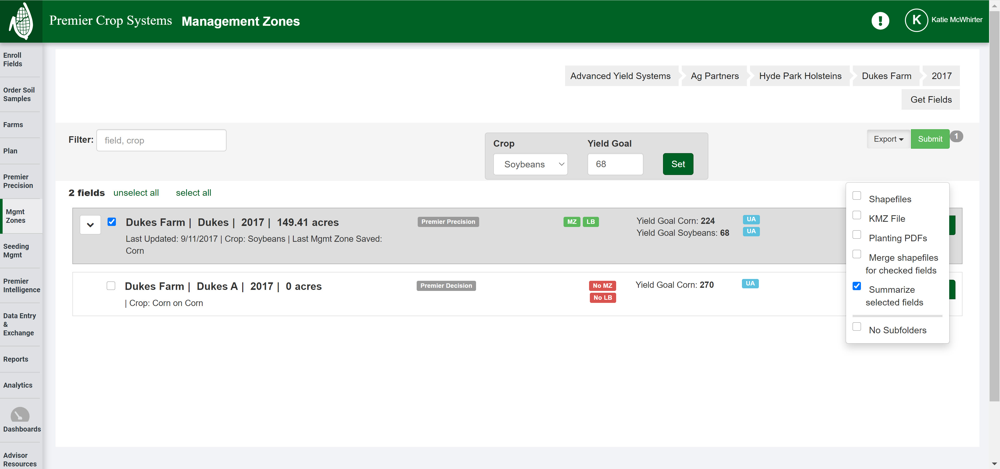 Premier Crop Systems Management Zones
! K Katie McWhirter
Enroll
Fields
Order Soil
Samples
Farms
Plan
Premier
Precision
Mgmt
Zones
Seeding
Mgmt
Premier
Intelligence
Data Entry
&
Exchange
Reports
Analytics
Dashboards
Advisor
Resources
Advanced Yield Systems Ag Partners Hyde Park Holsteins Dukes Farm 2017
Get Fields
Filter: field, crop
Crop Yield Goal
Soybeans 68 Set
Export Submit 1
2 fields unselect all select all
Dukes Farm | Dukes | 2017 | 149.41 acres
Last Updated: 9/11/2017 | Crop: Soybeans | Last Mgmt Zone Saved:
Corn
Premier Precision
MZ LB
Yield Goal Corn: 224 UA
Yield Goal Soybeans: 68 UA
Dukes Farm | Dukes A | 2017 | 0 acres
| Crop: Corn on Corn
Premier Decision
No MZ
No LB
Yield Goal Corn: 270 UA
Shapefiles
KMZ File
Planting PDFs
Merge shapefiles
for checked fields
Summarize
selected fields
No Subfolders